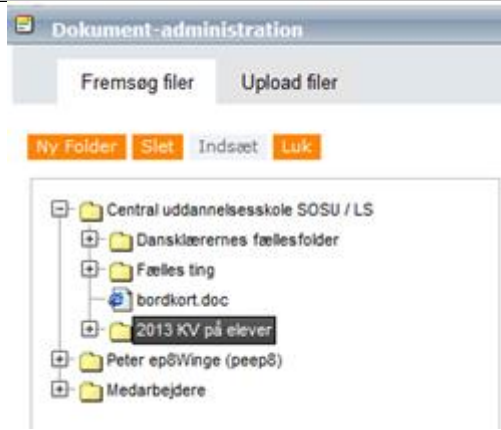 Dokument-administration
Fremsøg filer Upload filer
Ny Folder Slet Indsæt Luk
Central uddannelsesskole SOSU / LS
Dansklærernes fællesfolder
Fælles ting
bordkort.doc
2013 KV på elever
Peter ep8Winge (peep8)
Medarbejdere